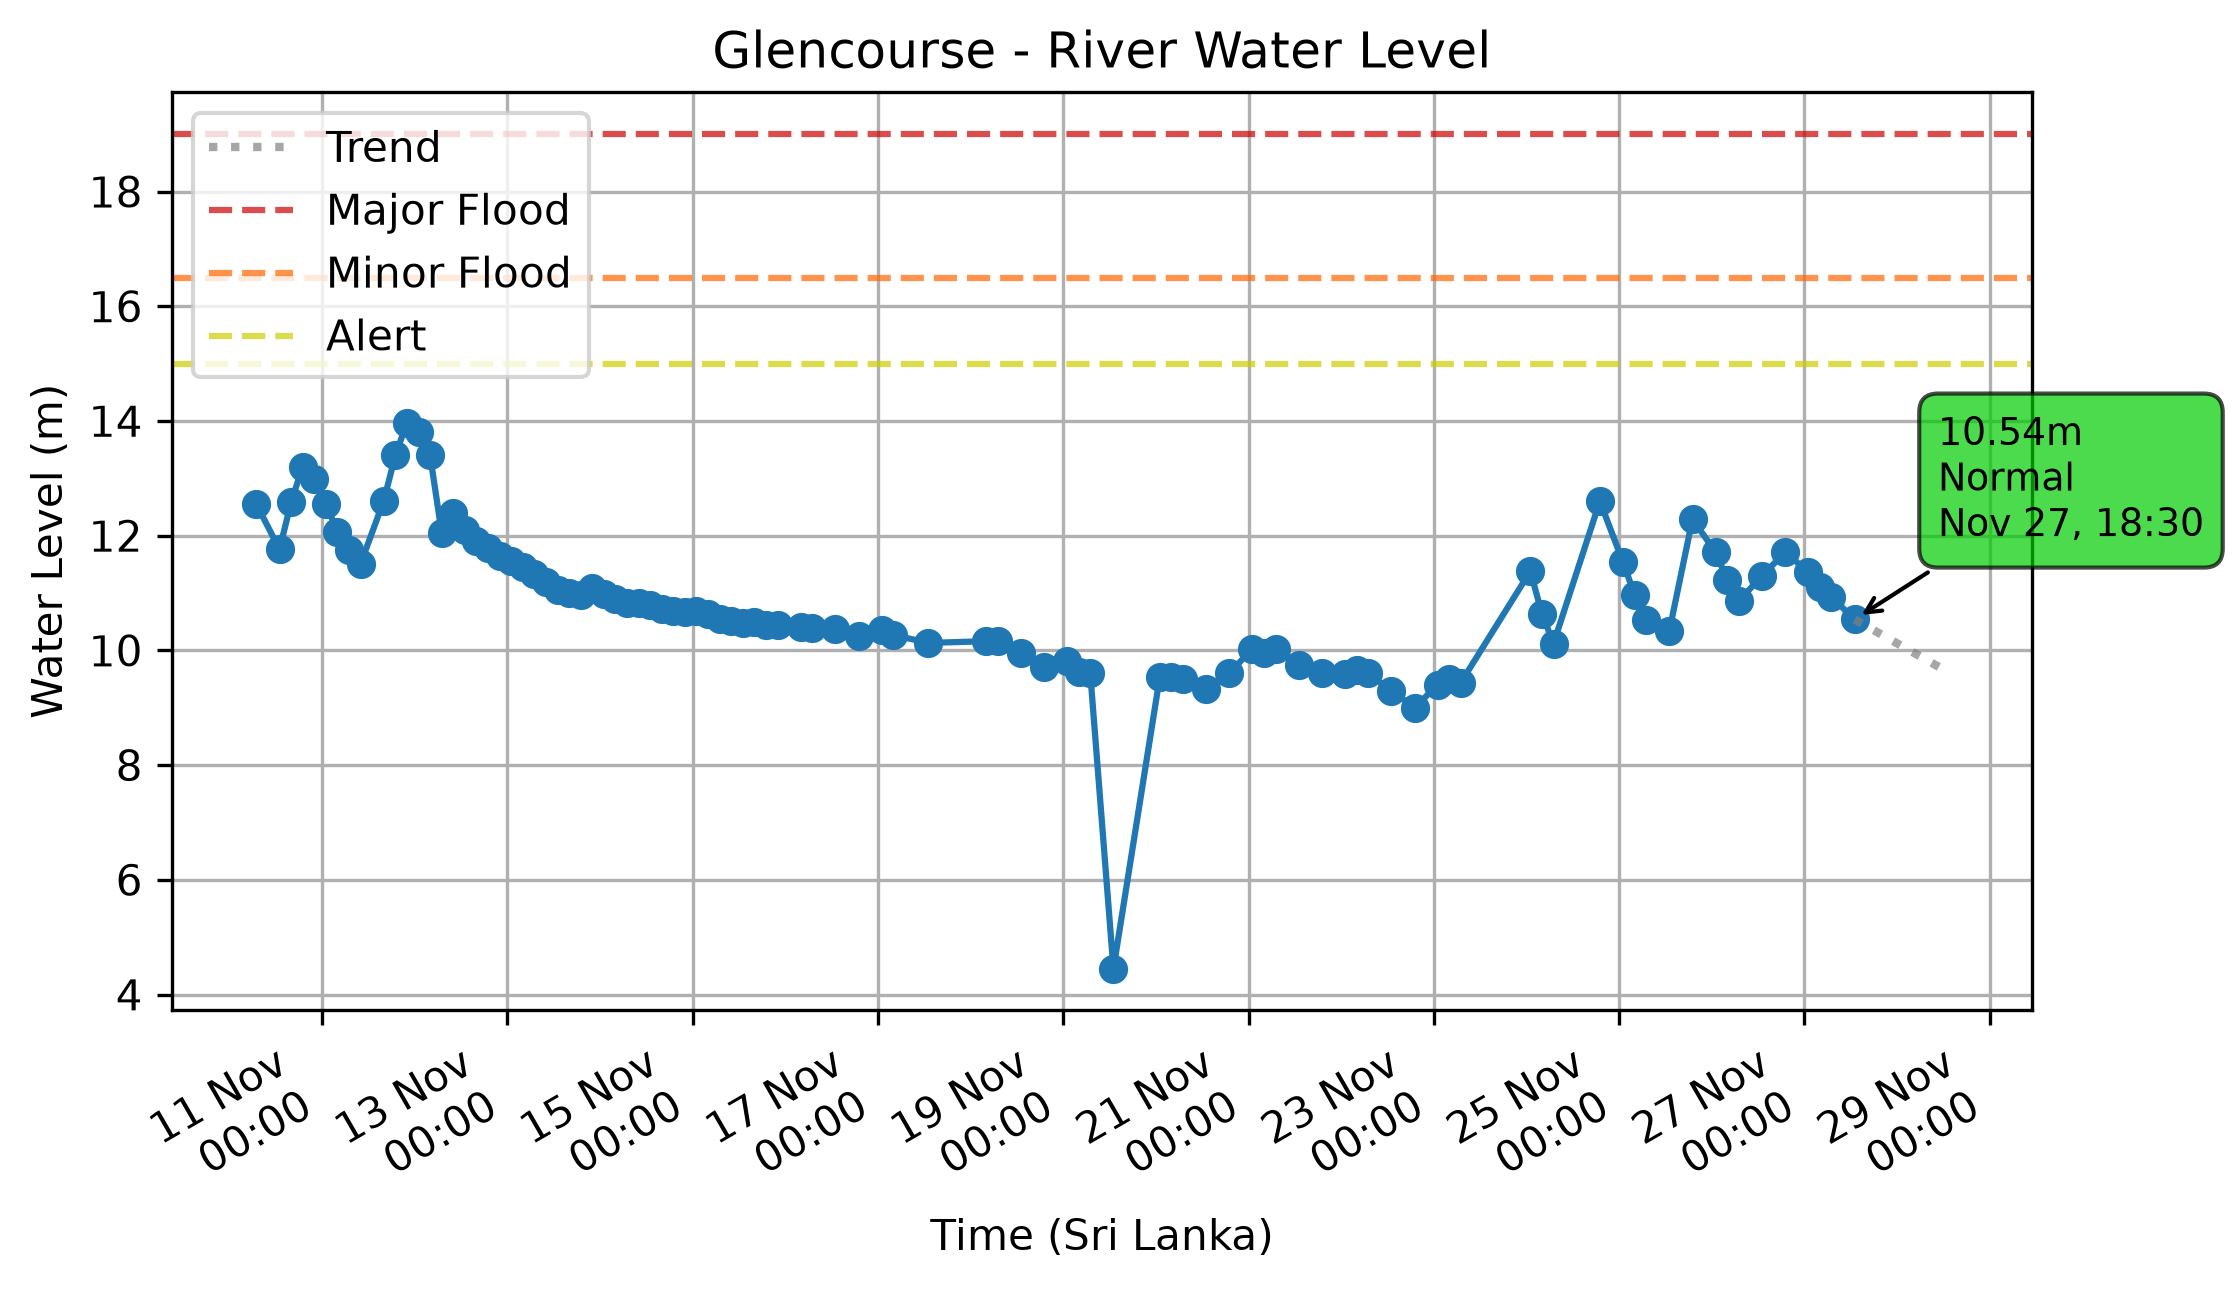 Glencourse - River Water Level
Trend
Major Flood
Minor Flood
Alert
18
16
14
12
10
8
6
4
Water Level (m)
10.54m
Normal
Nov 27, 18:30
11 Nov
00:00
13 Nov
00:00
15 Nov
00:00
17 Nov
00:00
19 Nov
00:00
21 Nov
00:00
23 Nov
00:00
25 Nov
00:00
27 Nov
00:00
29 Nov
00:00
Time (Sri Lanka)